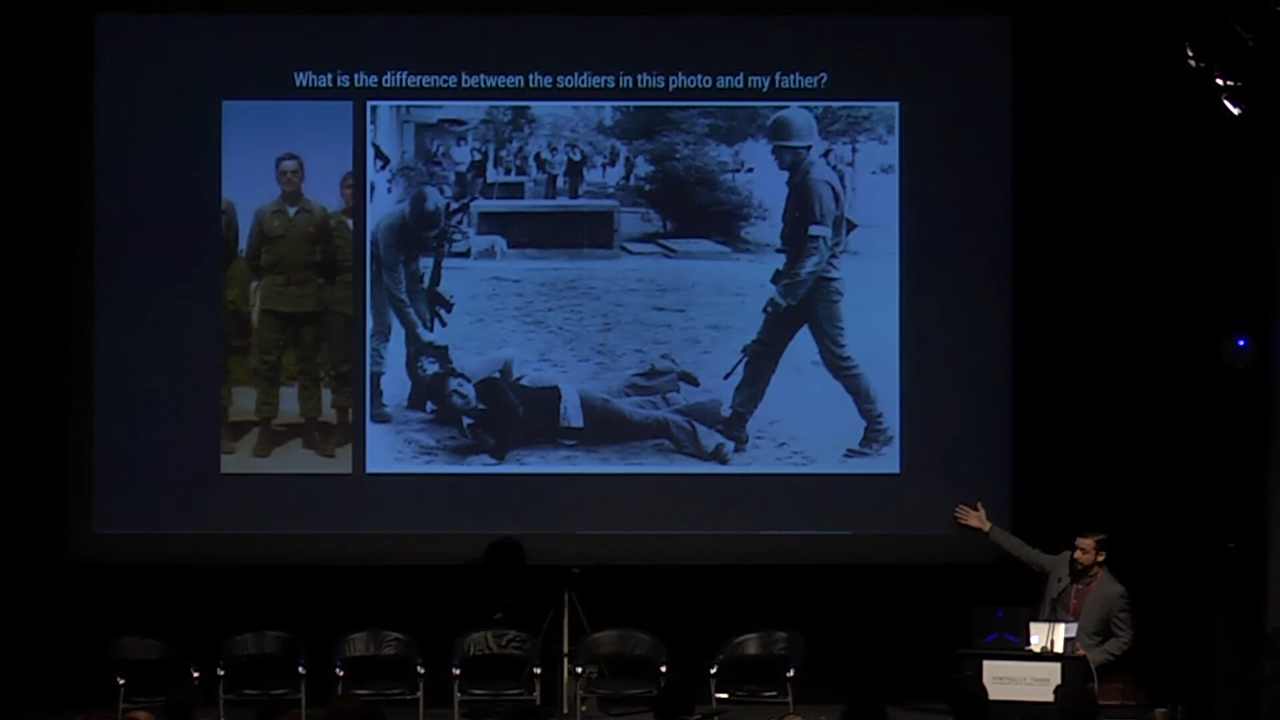 What is the difference between the soldiers in this photo and my father?